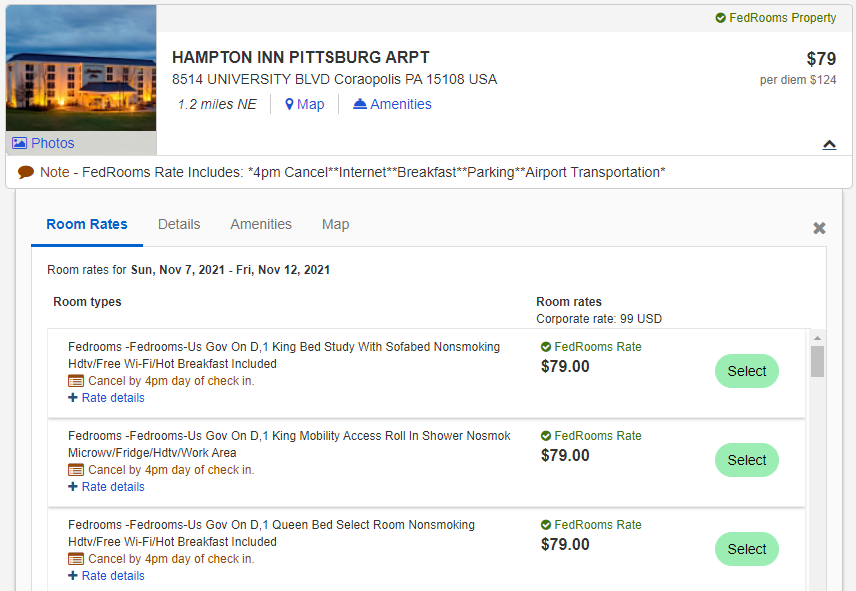 FedRooms Property
HAMPTON INN PITTSBURG ARPT
$79
8514 UNIVERSITY BLVD Coraopolis PA 15108 USA
per diem $124
1.2 miles NE Map Amenities
Photos
Note - FedRooms Rate Includes: *4pm Cancel**Internet**Breakfast**Parking**Airport Transportation*
Room Rates Details Amenities Map
Room rates for Sun, Nov 7, 2021 - Fri, Nov 12, 2021
Room types Room rates
Corporate rate: 99 USD
Fedrooms -Fedrooms-Us Gov On D,1 King Bed Study With Sofabed Nonsmoking
Hdtv/Free Wi-Fi/Hot Breakfast Included
Cancel by 4pm day of check in.
+ Rate details
FedRooms Rate
$79.00
Select
Fedrooms -Fedrooms-Us Gov On D,1 King Mobility Access Roll In Shower Nosmok
Microwv/Fridge/Hdtv/Work Area
Cancel by 4pm day of check in.
+ Rate details
FedRooms Rate
$79.00
Select
Fedrooms -Fedrooms-Us Gov On D,1 Queen Bed Select Room Nonsmoking
Hdtv/Free Wi-Fi/Hot Breakfast Included
Cancel by 4pm day of check in.
+ Rate details
FedRooms Rate
$79.00
Select